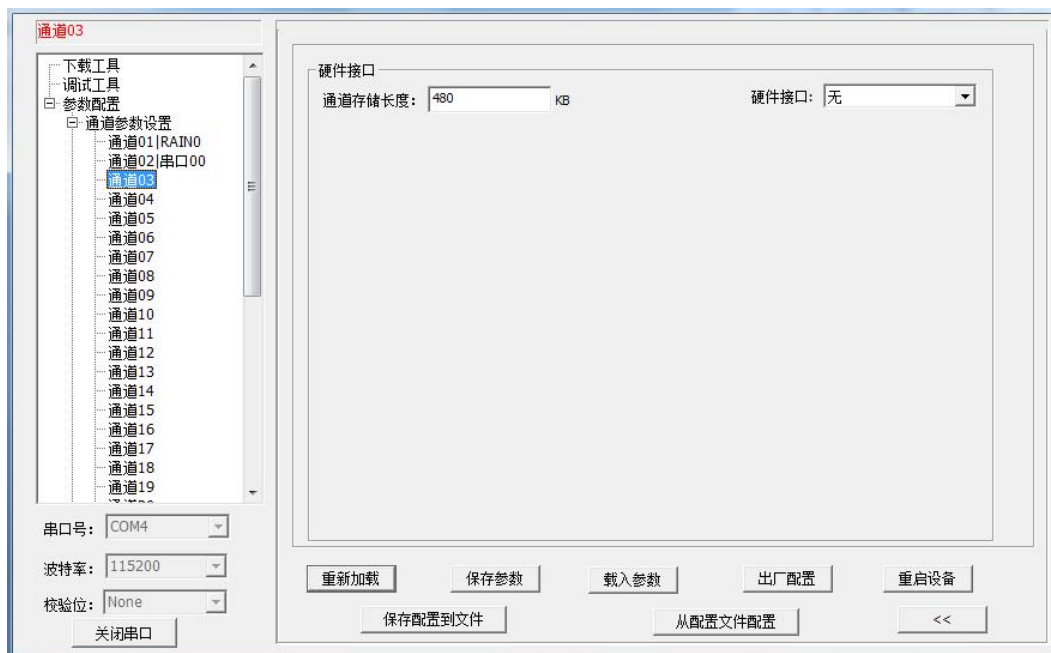 通道03
下载工具
调试工具
参数配置
通道参数设置
通道01|RAIN0
通道02|串口00
通道03
通道04
通道05
通道06
通道07
通道08
通道09
通道10
通道11
通道12
通道13
通道14
通道15
通道16
通道17
通道18
通道19
串口号： COM4
波特率： 115200
校验位： None
关闭串口
硬件接口
通道存储长度： 480 KB 硬件接口： 无
重新加载 保存参数 载入参数 出厂配置 重启设备
保存配置到文件 从配置文件配置 <<